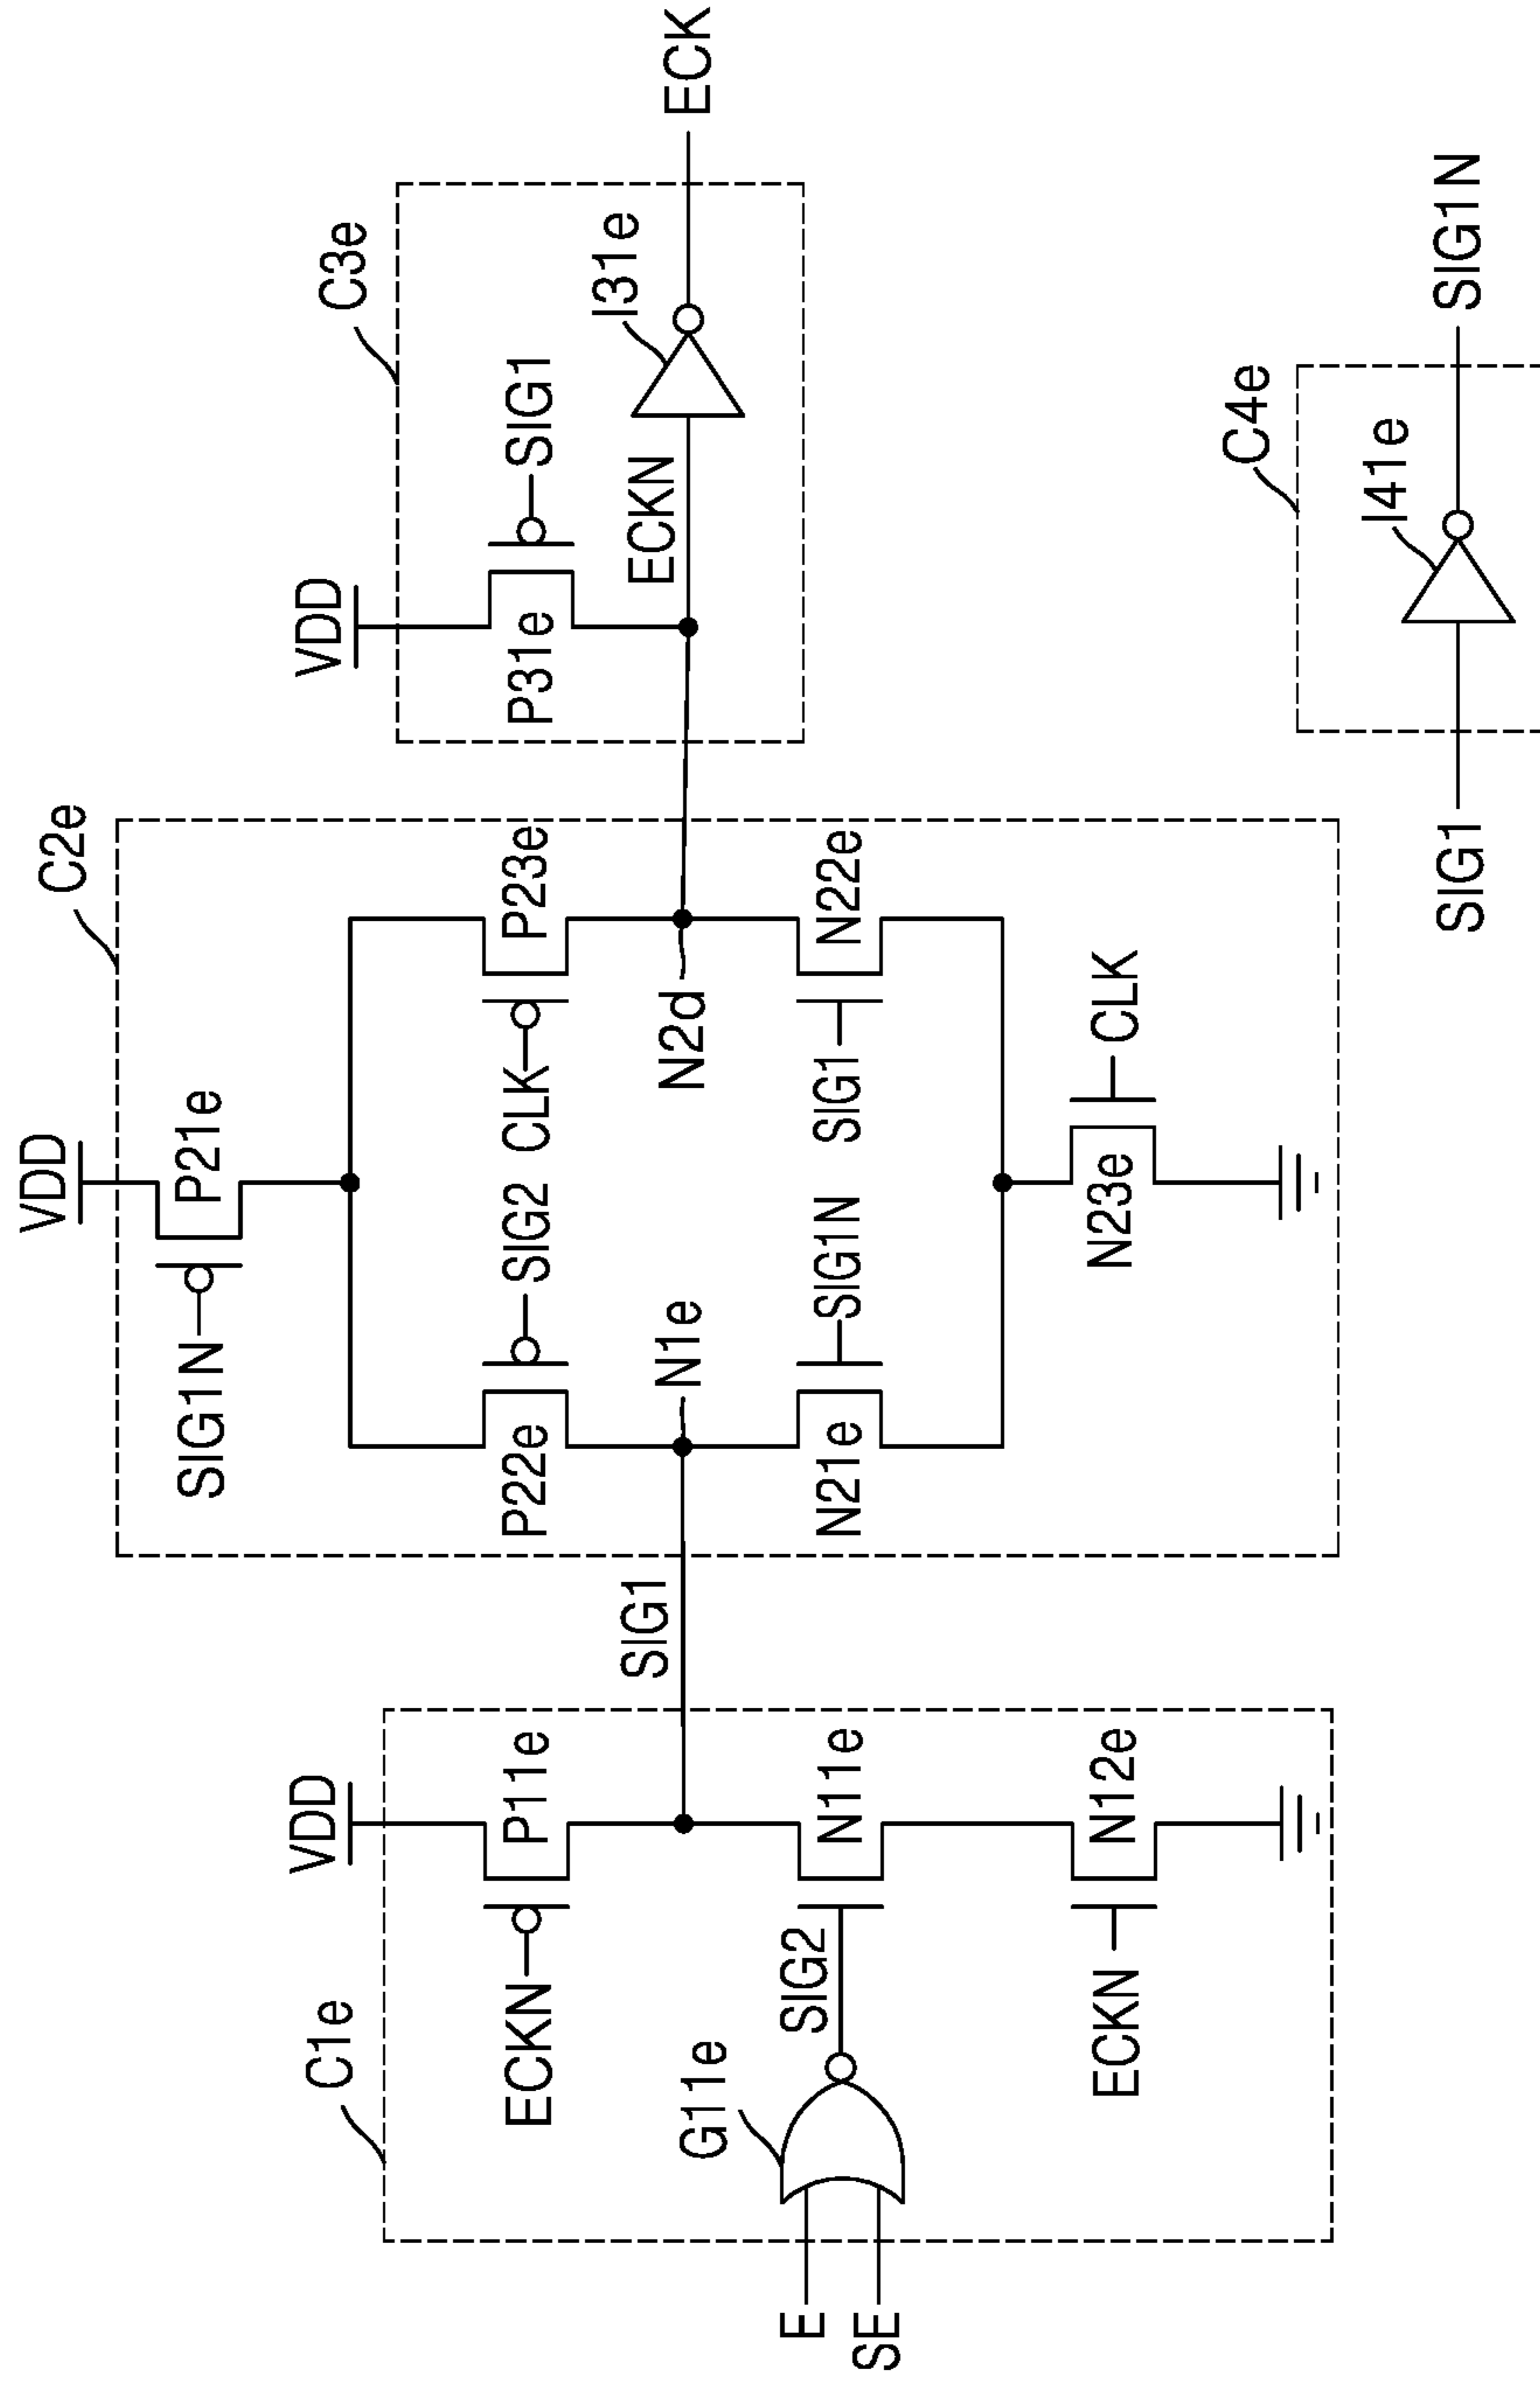 C1e
VDD
ECKN
P11e
G11e
E
SE
SIG2
N11e
ECKN
N12e
SIG1
C2e
VDD
SIG1N
P21e
P22e
SIG2
CLK
P23e
N1e
N2d
N21e
SIG1N
SIG1
N22e
N23e
CLK
C3e
VDD
P31e
SIG1
ECKN
I31e
ECK
C4e
SIG1
I41e
SIG1N